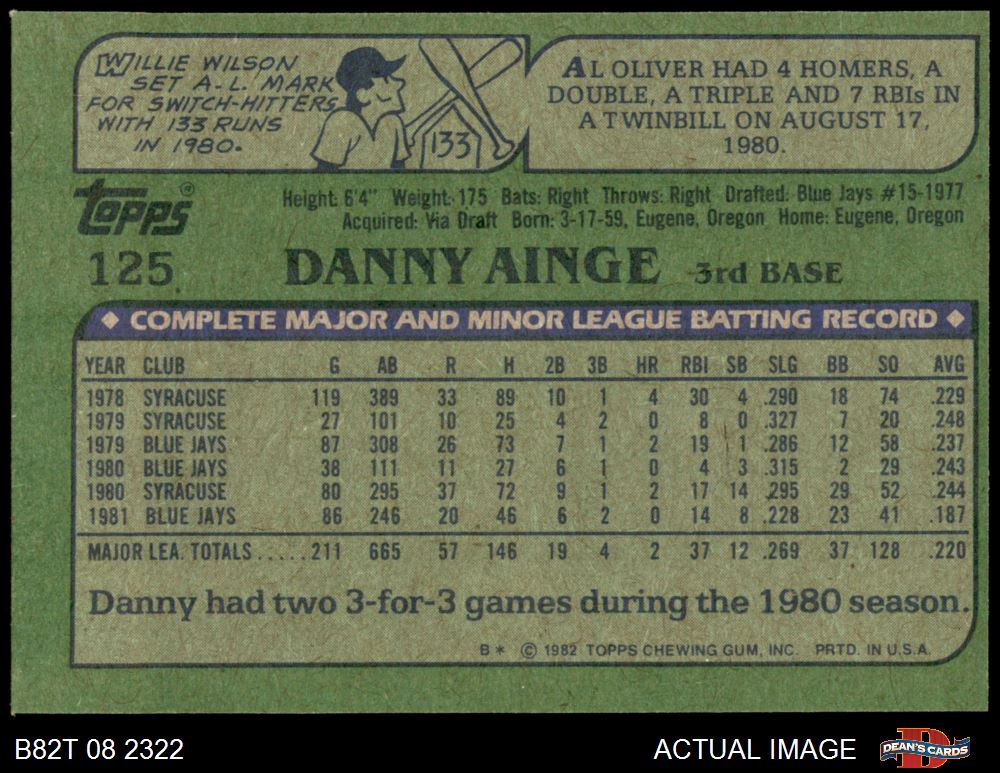 WILLIE WILSON
SET A.L. MARK
FOR SWITCH-HITTERS
WITH 133 RUNS
IN 1980.
133
AL OLIVER HAD 4 HOMERS, A
DOUBLE, A TRIPLE AND 7 RBIs IN
A TWINBILL ON AUGUST 17,
1980.
Topps®
Height: 6'4" Weight: 175 Bats: Right Throws: Right Drafted: Blue Jays #15-1977
Acquired: Via Draft Born: 3-17-59, Eugene, Oregon Home: Eugene, Oregon
125 DANNY AINGE 3rd BASE
◆ COMPLETE MAJOR AND MINOR LEAGUE BATTING RECORD ◆
YEAR CLUB G AB R H 2B 3B HR RBI SB SLG BB SO AVG
1978 SYRACUSE 119 389 33 89 10 1 4 30 4 .290 18 74 .229
1979 SYRACUSE 27 101 10 25 4 2 0 8 0 .327 7 20 .248
1979 BLUE JAYS 87 308 26 73 7 1 2 19 1 .286 12 58 .237
1980 BLUE JAYS 38 111 11 27 6 1 0 4 3 .315 2 29 .243
1980 SYRACUSE 80 295 37 72 9 1 2 17 14 .295 29 52 .244
1981 BLUE JAYS 86 246 20 46 6 2 0 14 8 .228 23 41 .187
MAJOR LEA. TOTALS.....211 665 57 146 19 4 2 37 12 .269 37 128 .220
Danny had two 3-for-3 games during the 1980 season.
B* © 1982 TOPPS CHEWING GUM, INC. PRTD. IN U.S.A.
B82T 08 2322
ACTUAL IMAGE
DEAN'S CARDS